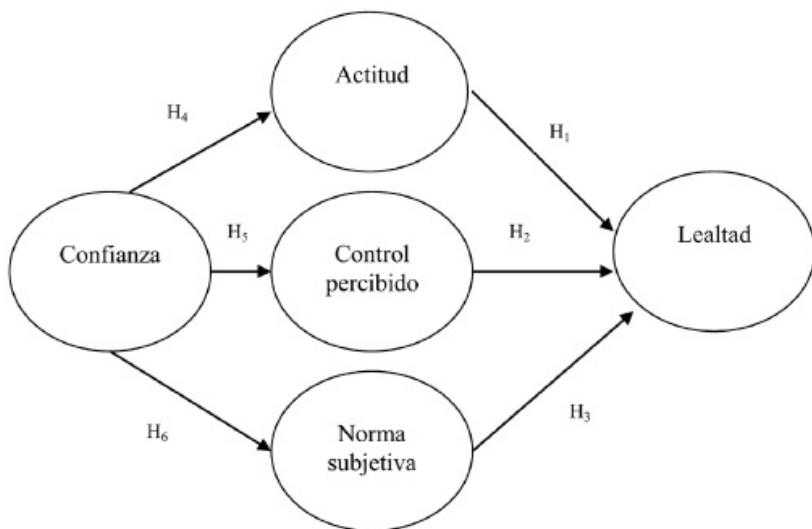 Actitud
H₄
H₁
Confianza
H₅
Control
percibido
H₂
Lealtad
H₆
Norma
subjetiva
H₃